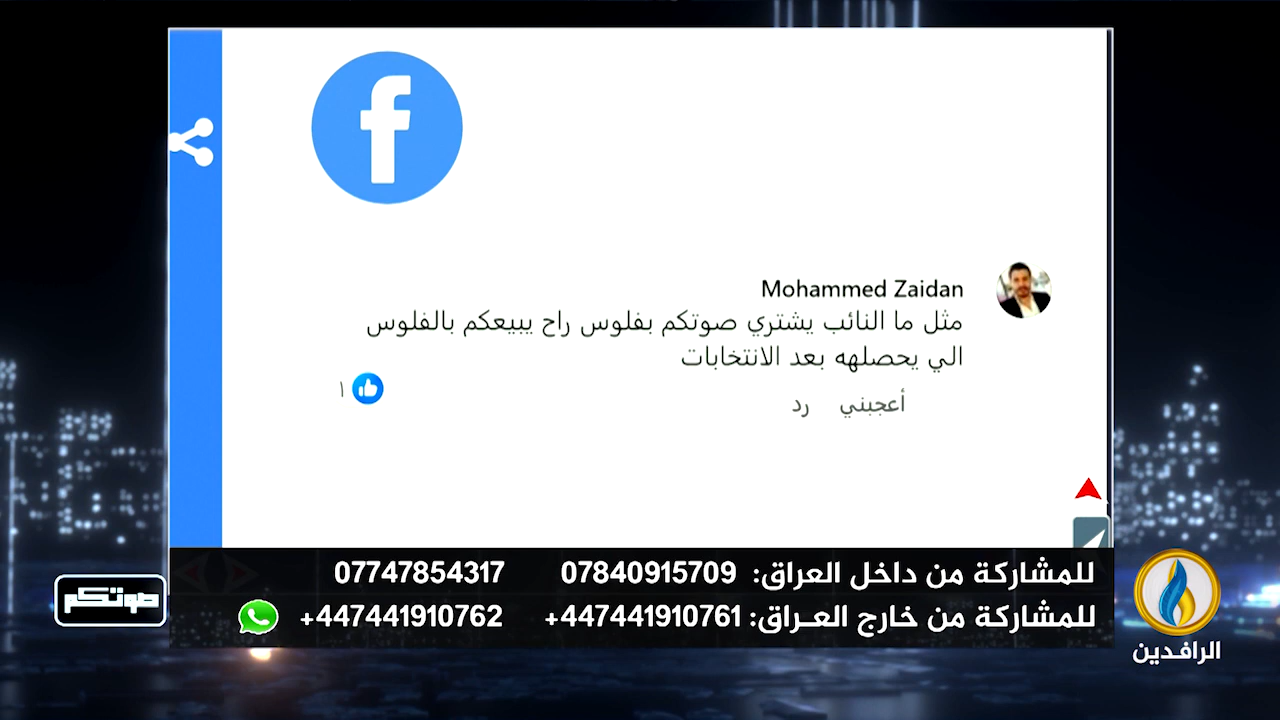 Mohammed Zaidan
مثل ما النائب يشتري صوتكم بفلوس راح يبيعكم بالفلوس
الي يحصلهه بعد الانتخابات
أعجبني رد
١
للمشاركة من داخل العراق: 07840915709 07747854317
للمشاركة من خارج العـراق: 447441910761+ 447441910762+
صوتكم
الرافدين